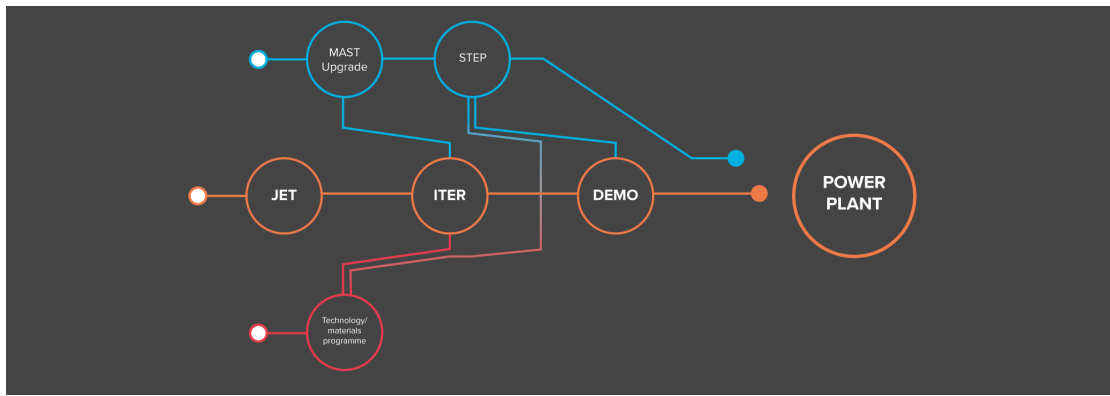 MAST
Upgrade
STEP
JET
ITER
DEMO
POWER
PLANT
Technology/
materials
programme